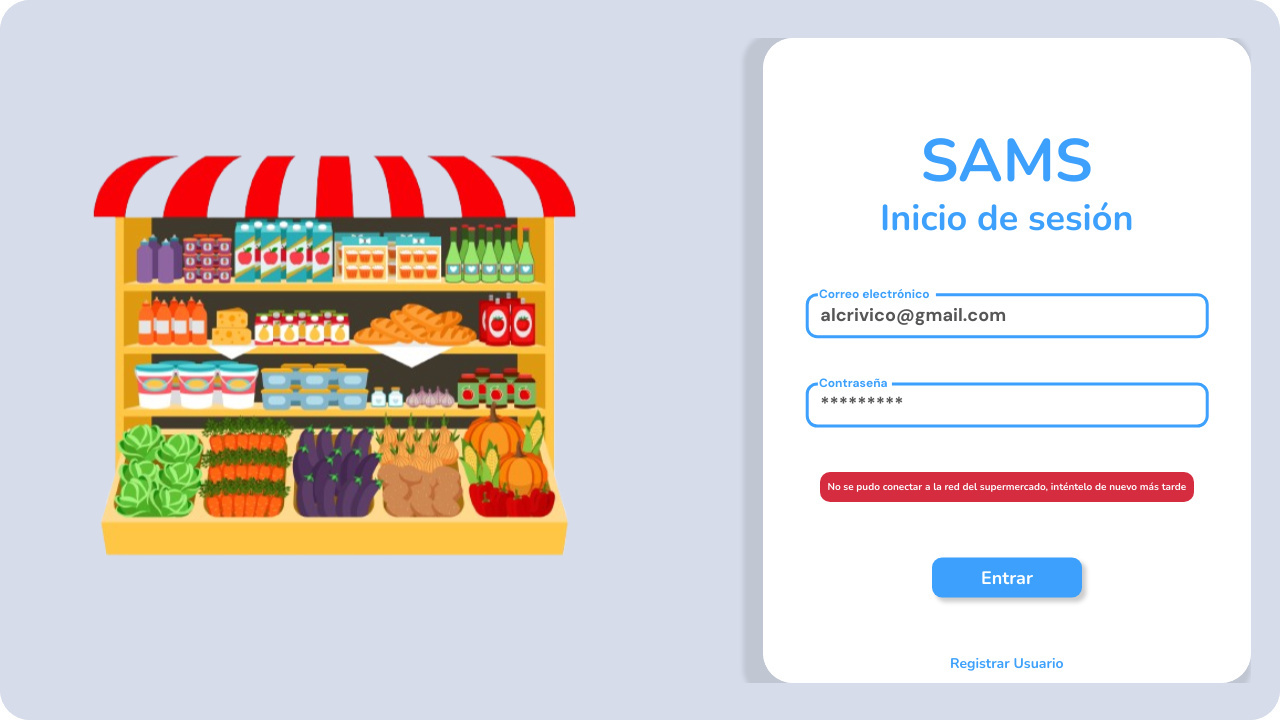 SAMS
Inicio de sesión
Correo electrónico
alcrivico@gmail.com
Contraseña
*********
No se pudo conectar a la red del supermercado, inténtelo de nuevo más tarde
Entrar
Registrar Usuario